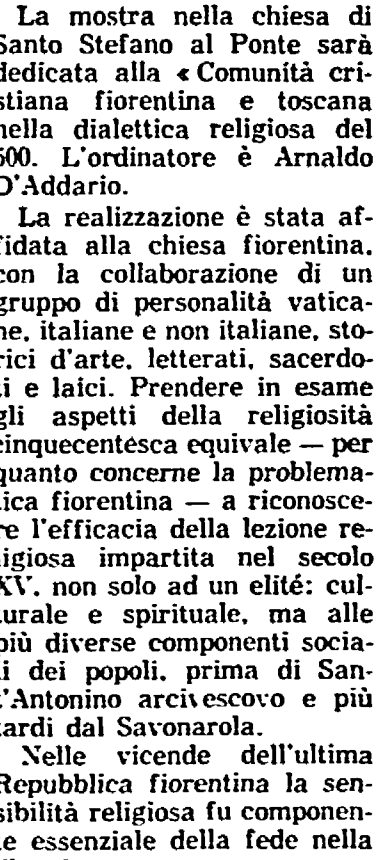 La mostra nella chiesa di
Santo Stefano al Ponte sarà
dedicata alla « Comunità cri-
stiana fiorentina e toscana
nella dialettica religiosa del
500. L'ordinatore è Arnaldo
D'Addario.
La realizzazione è stata af-
fidata alla chiesa fiorentina,
con la collaborazione di un
gruppo di personalità vatica-
ne, italiane e non italiane, sto-
rici d'arte, letterati, sacerdo-
ti e laici. Prendere in esame
gli aspetti della religiosità
cinquecentesca equivale — per
quanto concerne la problema-
tica fiorentina — a riconosce-
re l'efficacia della lezione re-
ligiosa impartita nel secolo
XV, non solo ad un elité: cul-
turale e spirituale, ma alle
più diverse componenti socia-
li dei popoli, prima di San-
t'Antonino arcivescovo e più
tardi dal Savonarola.
Nelle vicende dell'ultima
Repubblica fiorentina la sen-
sibilità religiosa fu componen-
te essenziale della fede nella